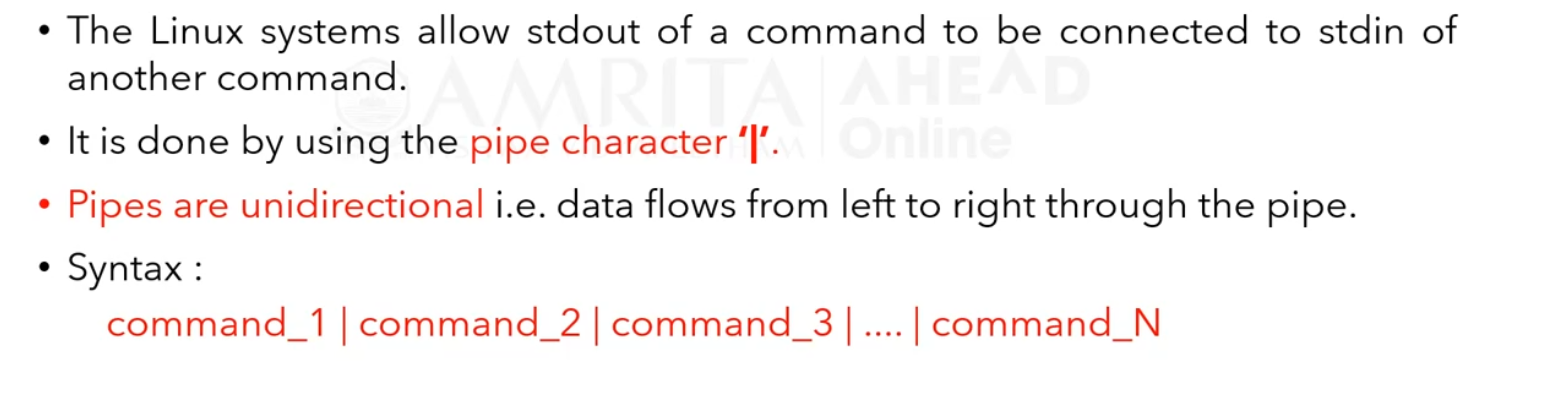 • The Linux systems allow stdout of a command to be connected to stdin of
another command.
• It is done by using the pipe character ‘|’.
• Pipes are unidirectional i.e. data flows from left to right through the pipe.
• Syntax :
command_1 | command_2 | command_3 | .... | command_N
AMRITA AHEAD
Online